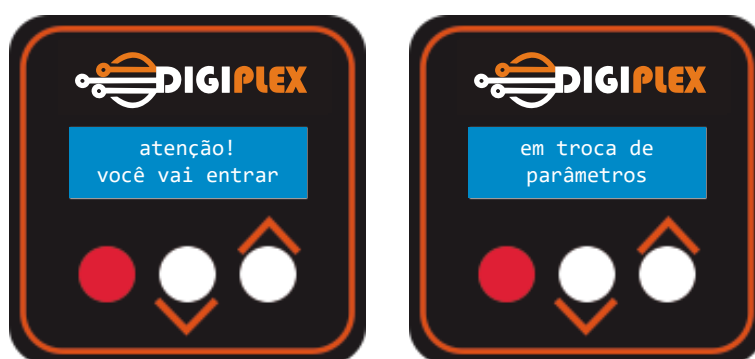 DIGIPLEX
atenção!
você vai entrar
DIGIPLEX
em troca de
parâmetros